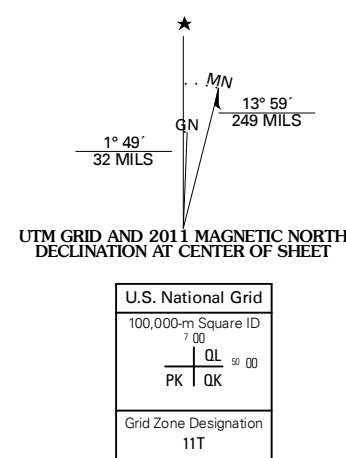 ★
MN
13° 59´
249 MILS
GN
1° 49´
32 MILS
UTM GRID AND 2011 MAGNETIC NORTH
DECLINATION AT CENTER OF SHEET
U.S. National Grid
100,000-m Square ID
7 00
QL 50 00
PK QK
Grid Zone Designation
11T